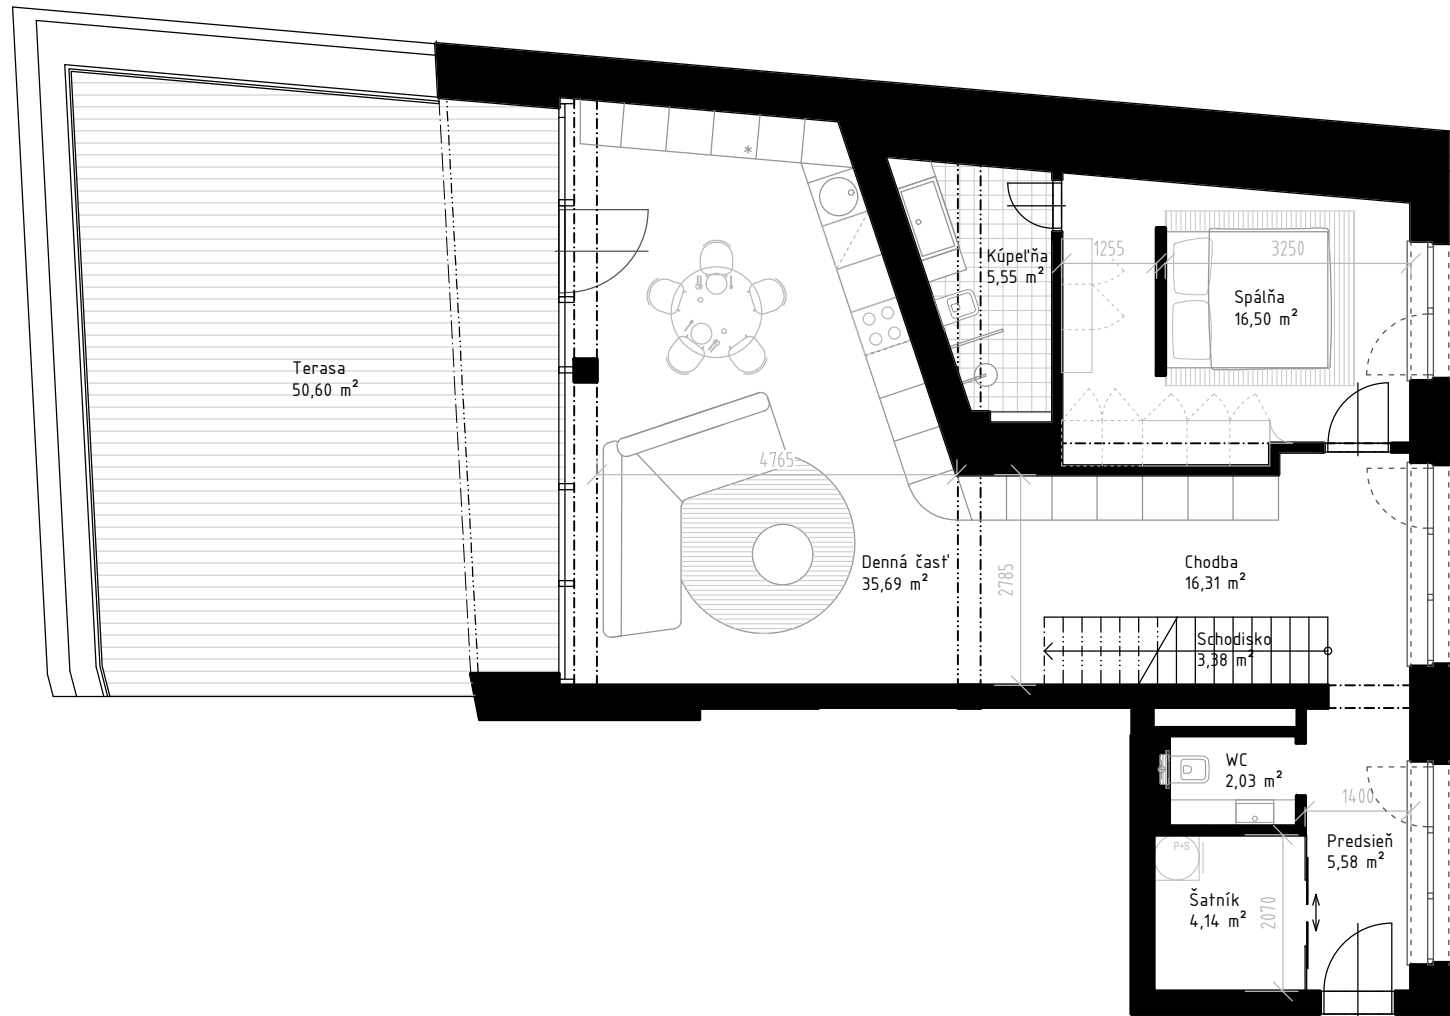 Kúpeľňa
5,55 m²
1255
3250
Spálňa
16,50 m²
Terasa
50,60 m²
*
4765
Denná časť
35,69 m²
2785
Chodba
16,31 m²
Schodisko
3,38 m²
WC
2,03 m²
1400
Predsieň
5,58 m²
P+S
Šatník
4,14 m²
2070